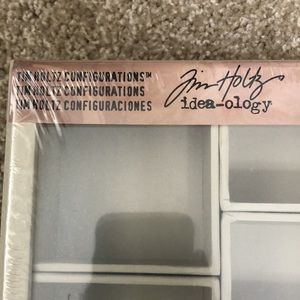 TIM HOLTZ CONFIGURATIONS™
TIM HOLTZ CONFIGURATIONS
TIM HOLTZ CONFIGURACIONES
Tim Holtz
idea-ology